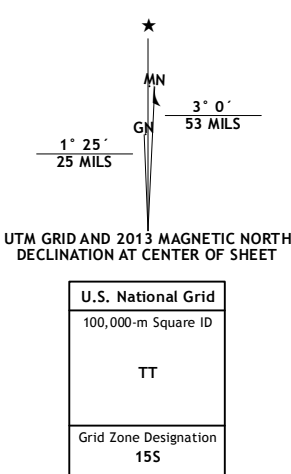 ★
MN
3° 0´
53 MILS
GN
1° 25´
25 MILS
UTM GRID AND 2013 MAGNETIC NORTH
DECLINATION AT CENTER OF SHEET
U.S. National Grid
100,000-m Square ID
TT
Grid Zone Designation
15S